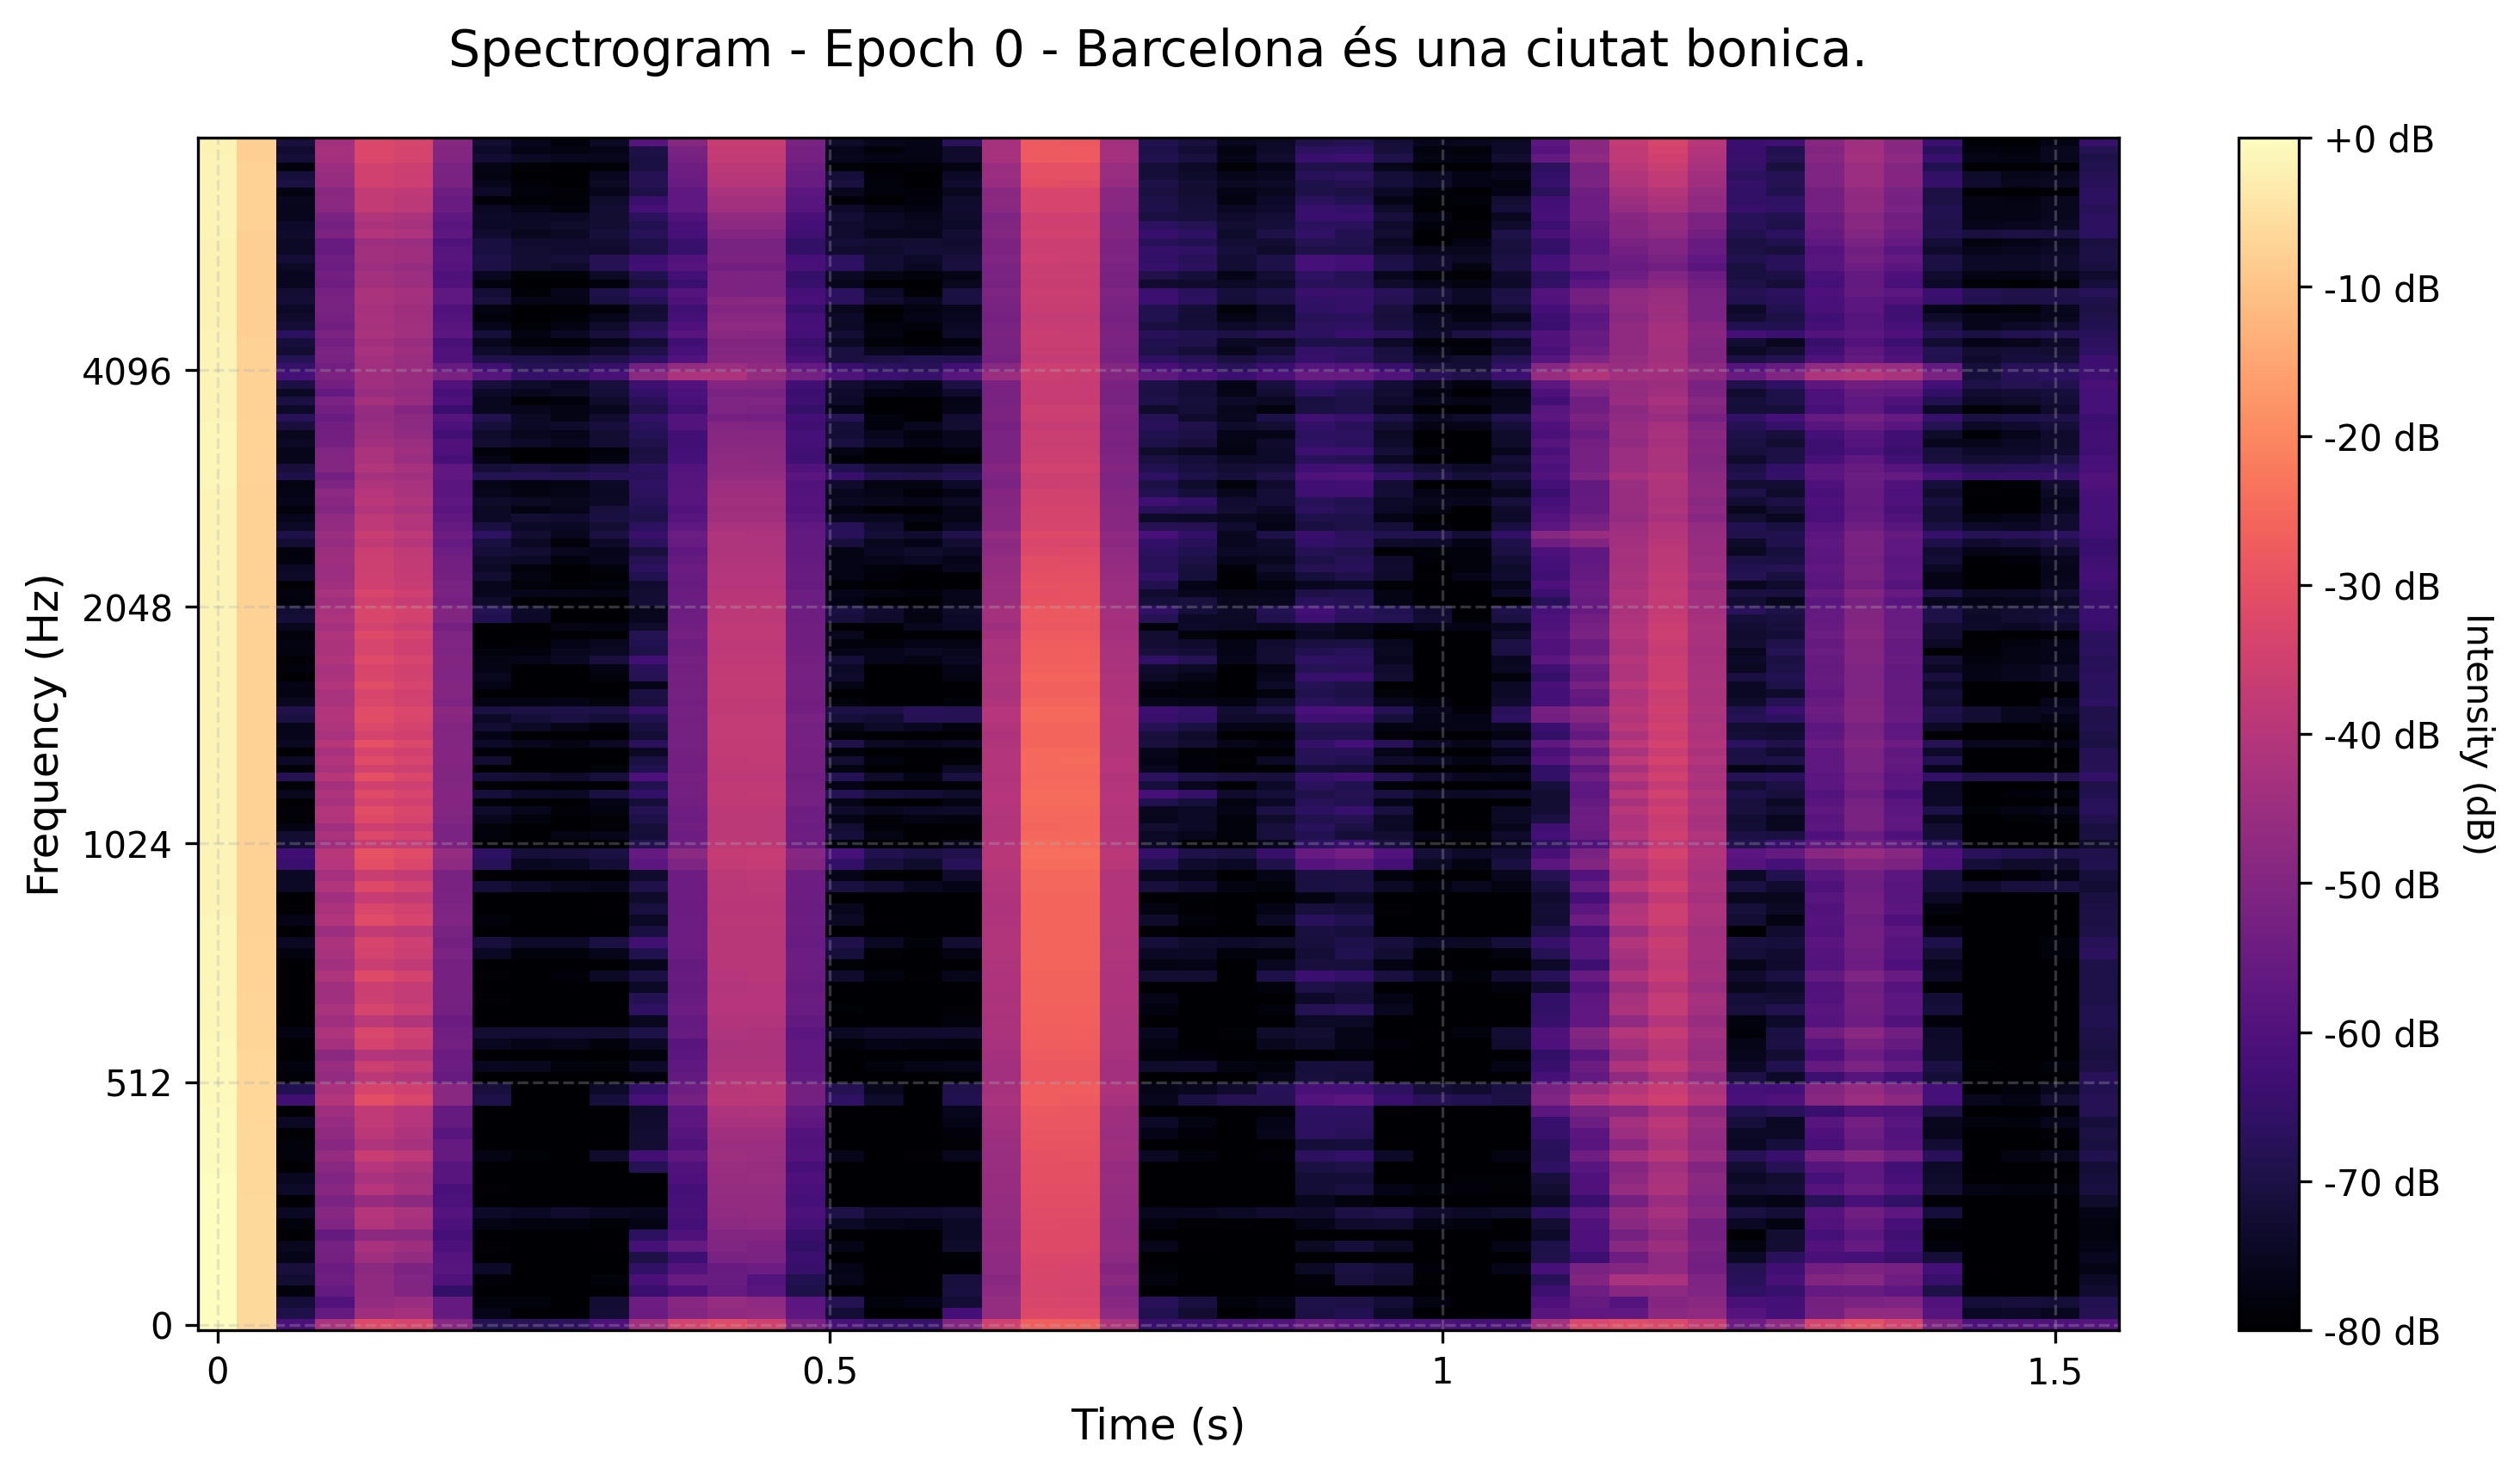 Spectrogram - Epoch 0 - Barcelona és una ciutat bonica.
Frequency (Hz)
4096
2048
1024
512
0
0
0.5
1
1.5
Time (s)
+0 dB
-10 dB
-20 dB
-30 dB
-40 dB
-50 dB
-60 dB
-70 dB
-80 dB
Intensity (dB)